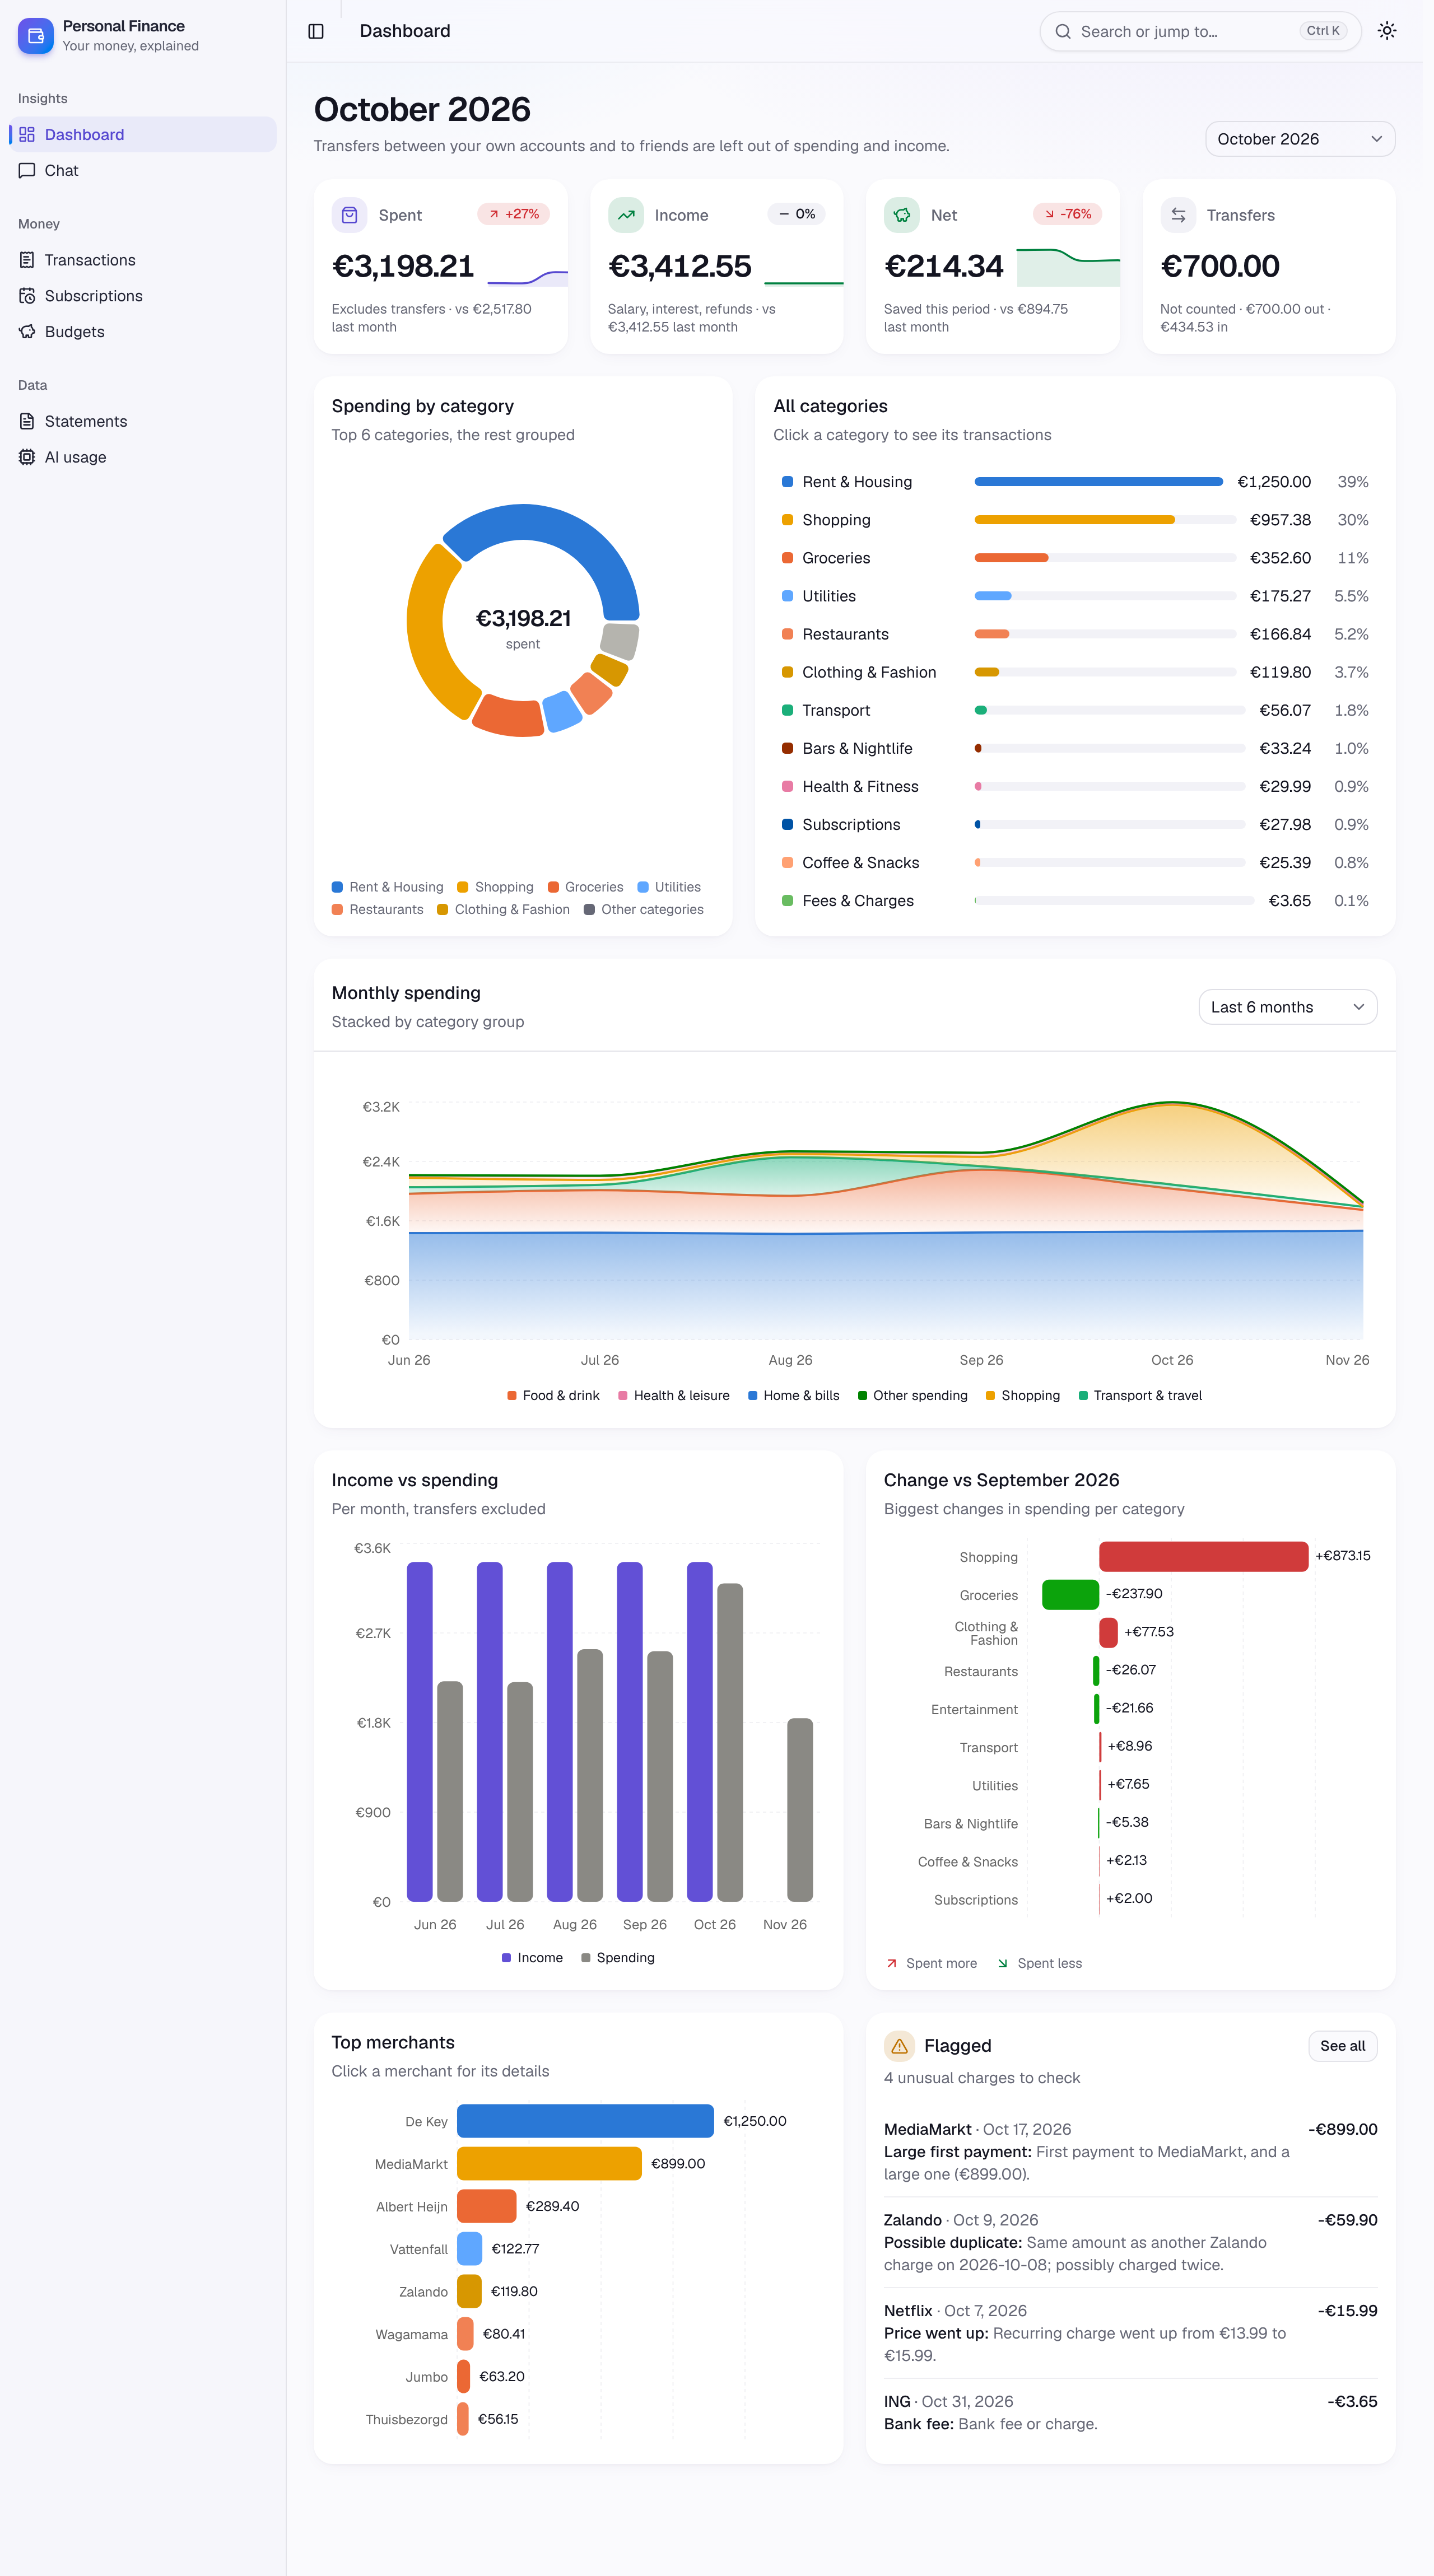 Personal Finance
Your money, explained
Insights
Dashboard
Chat
Money
Transactions
Subscriptions
Budgets
Data
Statements
AI usage
Dashboard
Search or jump to...
Ctrl K
October 2026
Transfers between your own accounts and to friends are left out of spending and income.
October 2026
Spent
+27%
€3,198.21
Excludes transfers · vs €2,517.80
last month
Income
0%
€3,412.55
Salary, interest, refunds · vs
€3,412.55 last month
Net
-76%
€214.34
Saved this period · vs €894.75
last month
Transfers
€700.00
Not counted · €700.00 out ·
€434.53 in
Spending by category
Top 6 categories, the rest grouped
€3,198.21
spent
Rent & Housing Shopping Groceries Utilities
Restaurants Clothing & Fashion Other categories
All categories
Click a category to see its transactions
Rent & Housing €1,250.00 39%
Shopping €957.38 30%
Groceries €352.60 11%
Utilities €175.27 5.5%
Restaurants €166.84 5.2%
Clothing & Fashion €119.80 3.7%
Transport €56.07 1.8%
Bars & Nightlife €33.24 1.0%
Health & Fitness €29.99 0.9%
Subscriptions €27.98 0.9%
Coffee & Snacks €25.39 0.8%
Fees & Charges €3.65 0.1%
Monthly spending
Stacked by category group
Last 6 months
€3.2K
€2.4K
€1.6K
€800
€0
Jun 26 Jul 26 Aug 26 Sep 26 Oct 26 Nov 26
Food & drink Health & leisure Home & bills Other spending Shopping Transport & travel
Income vs spending
Per month, transfers excluded
€3.6K
€2.7K
€1.8K
€900
€0
Jun 26 Jul 26 Aug 26 Sep 26 Oct 26 Nov 26
Income Spending
Change vs September 2026
Biggest changes in spending per category
Shopping +€873.15
Groceries -€237.90
Clothing &
Fashion +€77.53
Restaurants -€26.07
Entertainment -€21.66
Transport +€8.96
Utilities +€7.65
Bars & Nightlife -€5.38
Coffee & Snacks +€2.13
Subscriptions +€2.00
Spent more Spent less
Top merchants
Click a merchant for its details
De Key €1,250.00
MediaMarkt €899.00
Albert Heijn €289.40
Vattenfall €122.77
Zalando €119.80
Wagamama €80.41
Jumbo €63.20
Thuisbezorgd €56.15
Flagged
See all
4 unusual charges to check
MediaMarkt · Oct 17, 2026 -€899.00
Large first payment: First payment to MediaMarkt, and a
large one (€899.00).
Zalando · Oct 9, 2026 -€59.90
Possible duplicate: Same amount as another Zalando
charge on 2026-10-08; possibly charged twice.
Netflix · Oct 7, 2026 -€15.99
Price went up: Recurring charge went up from €13.99 to
€15.99.
ING · Oct 31, 2026 -€3.65
Bank fee: Bank fee or charge.